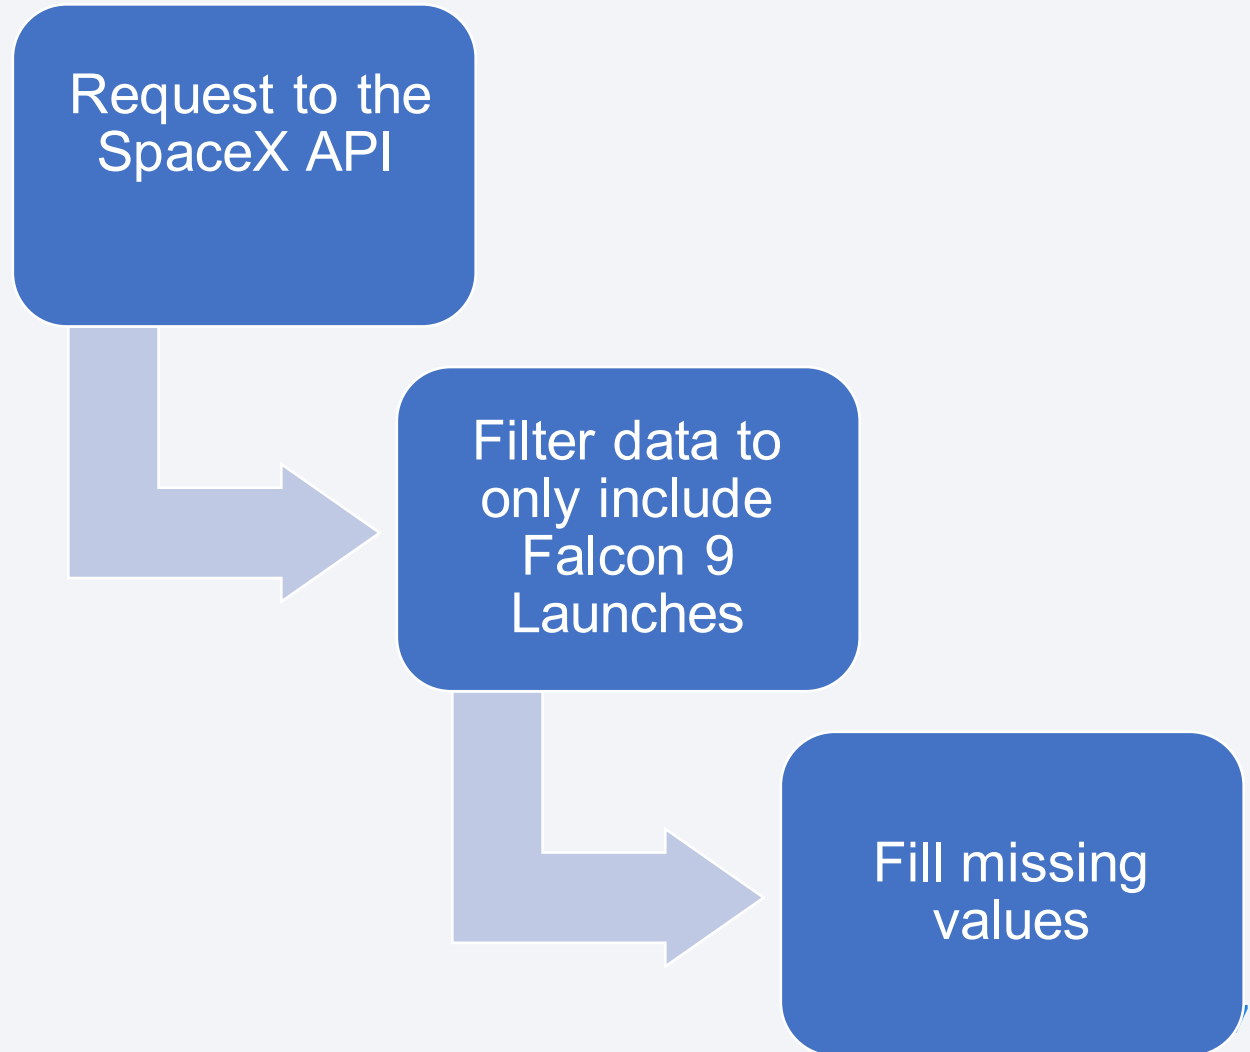 Request to the
SpaceX API
Filter data to
only include
Falcon 9
Launches
Fill missing
values